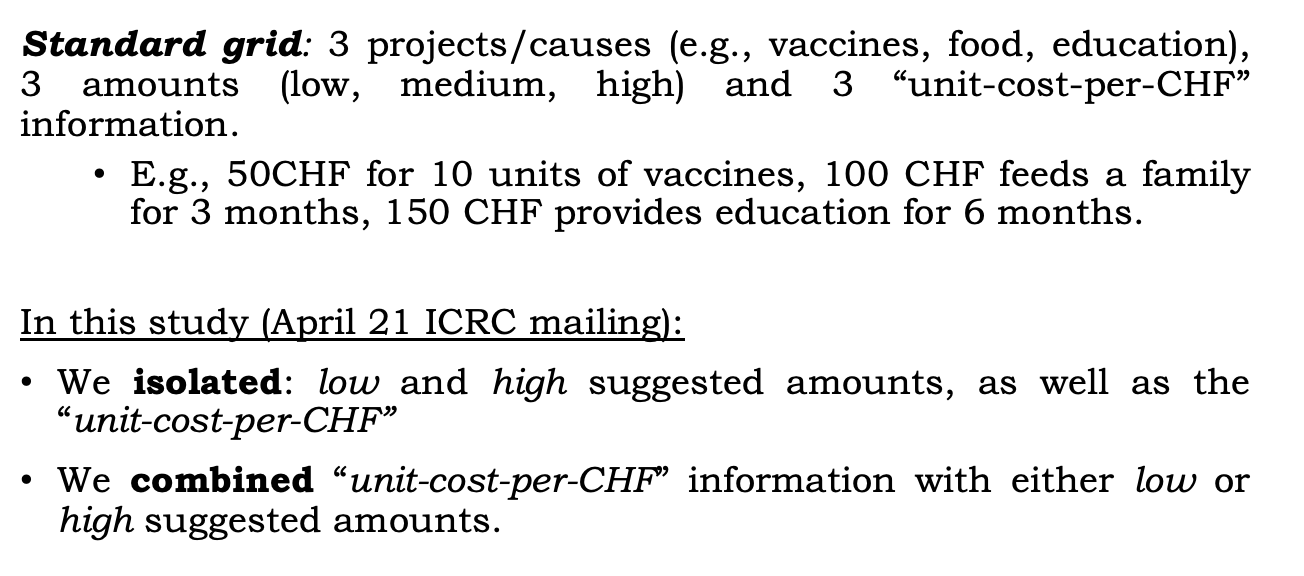 Standard grid: 3 projects/causes (e.g., vaccines, food, education),
3 amounts (low, medium, high) and 3 “unit-cost-per-CHF”
information.
• E.g., 50CHF for 10 units of vaccines, 100 CHF feeds a family
for 3 months, 150 CHF provides education for 6 months.
In this study (April 21 ICRC mailing):
• We isolated: low and high suggested amounts, as well as the
“unit-cost-per-CHF”
• We combined “unit-cost-per-CHF” information with either low or
high suggested amounts.